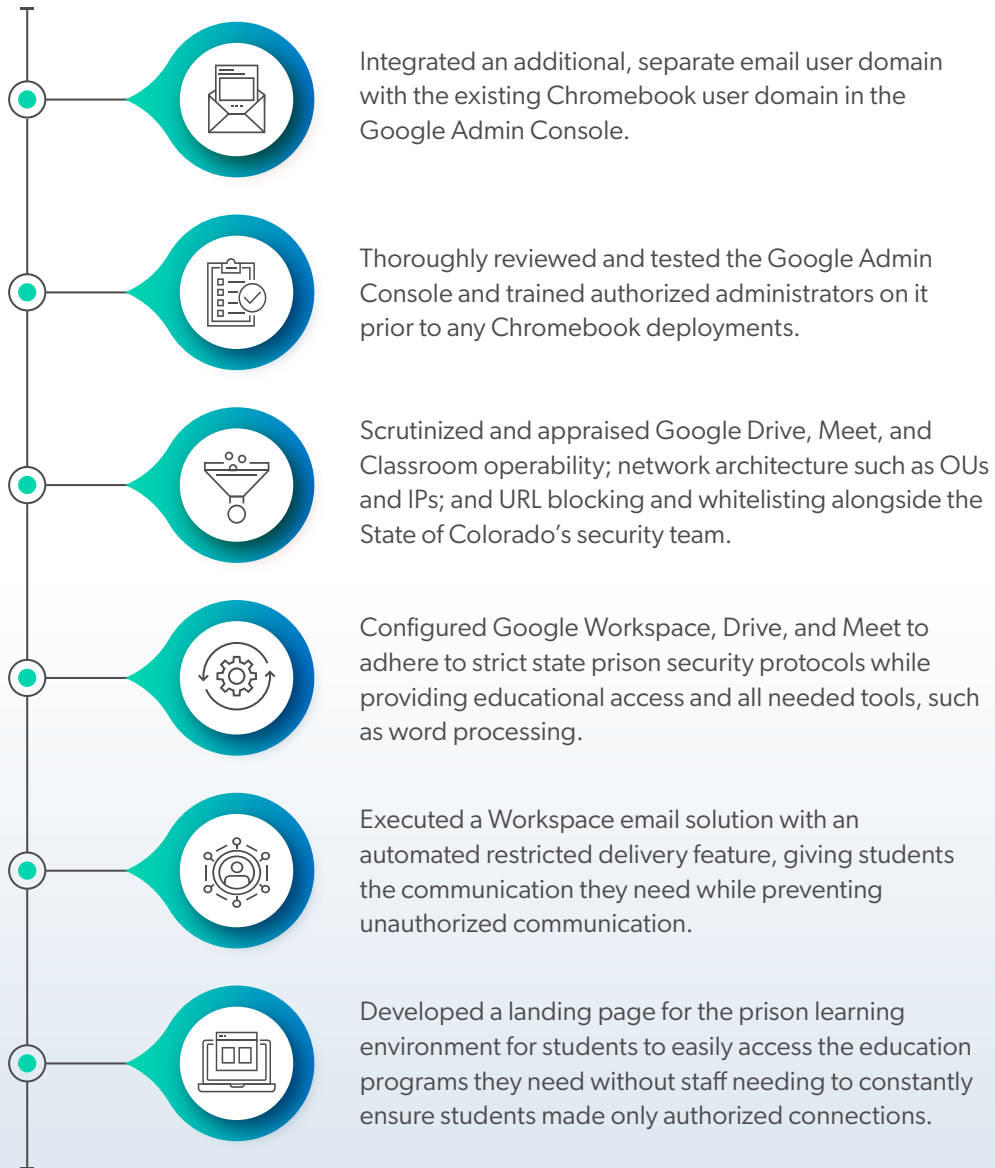 Integrated an additional, separate email user domain
with the existing Chromebook user domain in the
Google Admin Console.
Thoroughly reviewed and tested the Google Admin
Console and trained authorized administrators on it
prior to any Chromebook deployments.
Scrutinized and appraised Google Drive, Meet, and
Classroom operability; network architecture such as OUs
and IPs; and URL blocking and whitelisting alongside the
State of Colorado’s security team.
Configured Google Workspace, Drive, and Meet to
adhere to strict state prison security protocols while
providing educational access and all needed tools, such
as word processing.
Executed a Workspace email solution with an
automated restricted delivery feature, giving students
the communication they need while preventing
unauthorized communication.
Developed a landing page for the prison learning
environment for students to easily access the education
programs they need without staff needing to constantly
ensure students made only authorized connections.